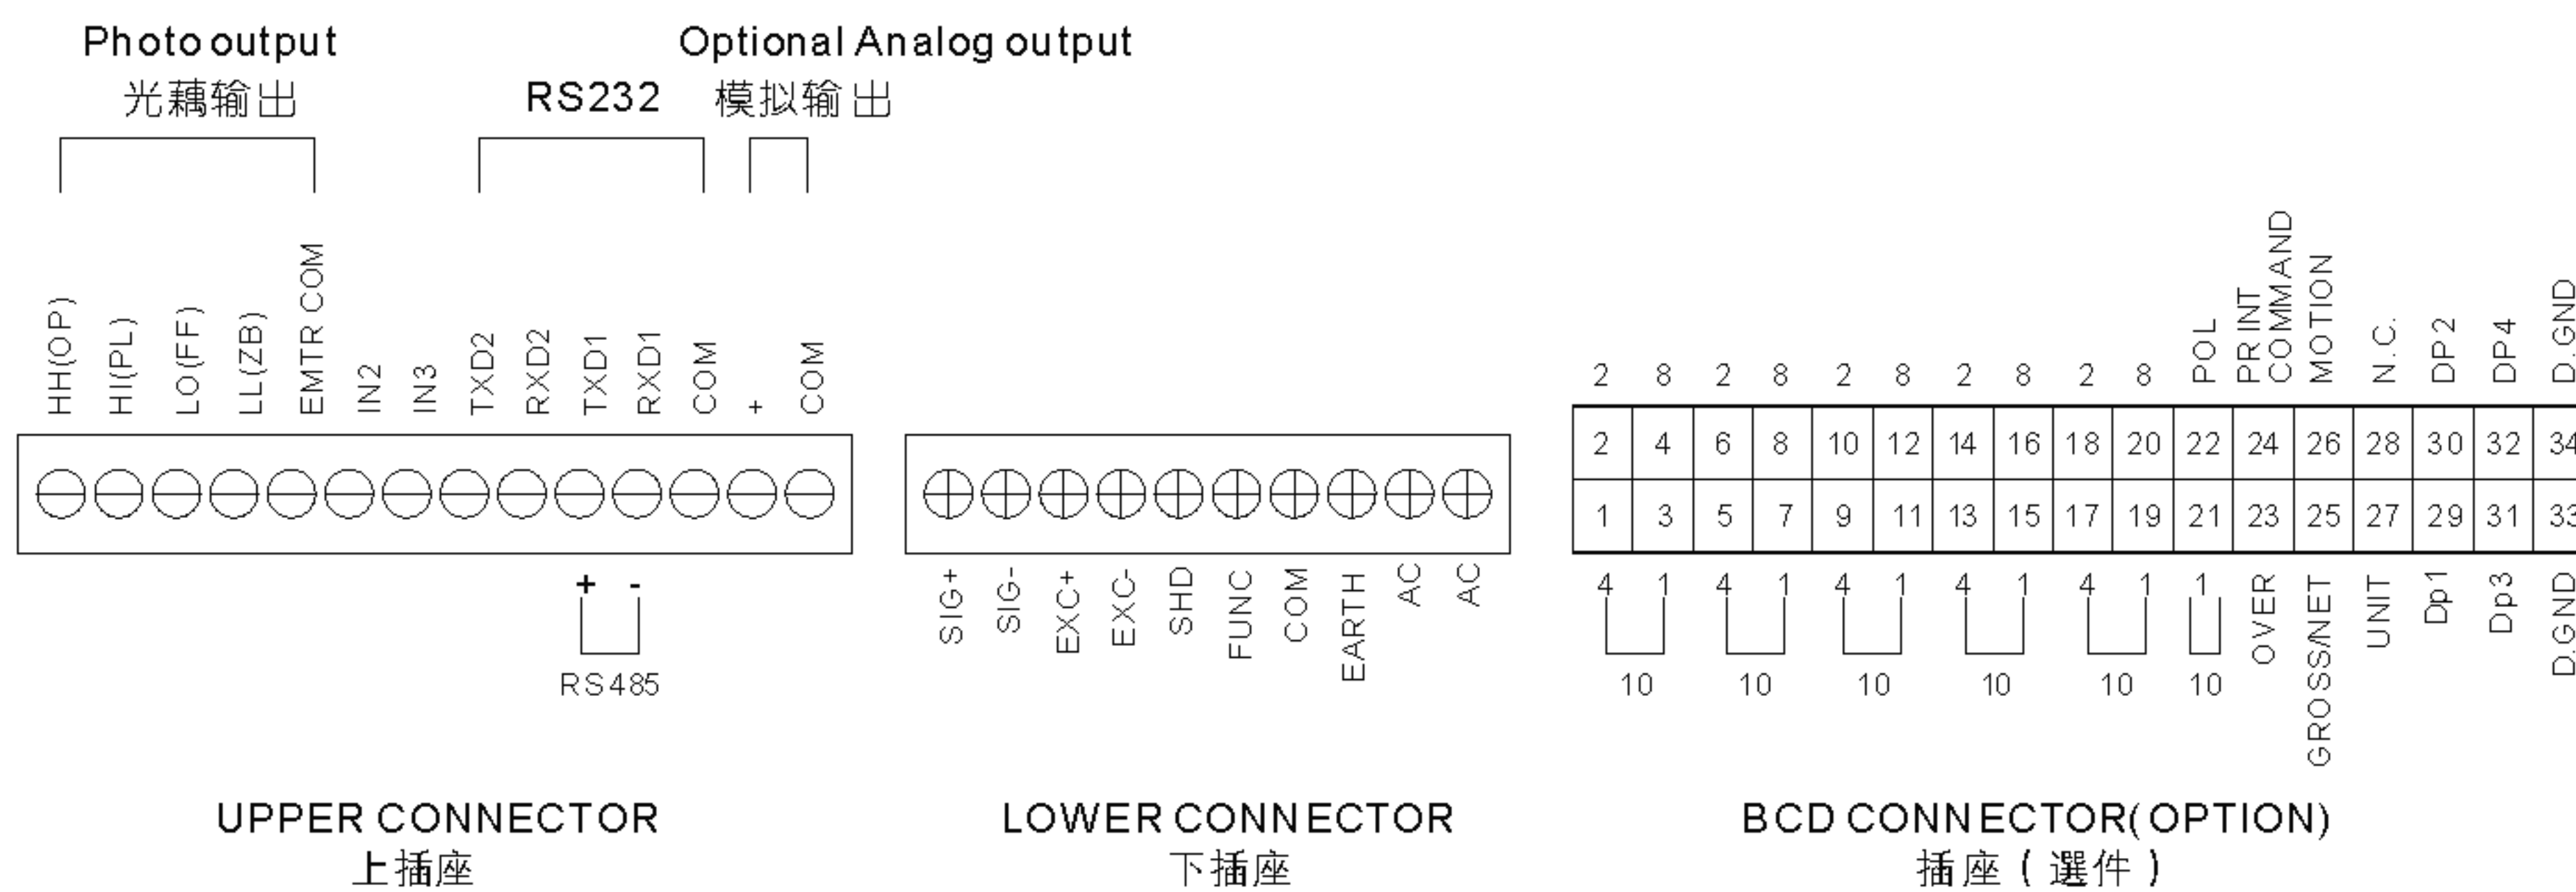 Photo output
光藕输出
RS232
Optional Analog output
模拟输出
HH(OP) HI(PL) LO(FF) LL(ZB) EMTR COM IN2 IN3 TXD2 RXD2 TXD1 RXD1 COM + COM
+ -
RS485
UPPER CONNECTOR
上插座
SIG+ SIG- EXC+ EXC- SHD FUNC COM EARTH AC AC
LOWER CONNECTOR
下插座
2 8 2 8 2 8 2 8 2 8 POL PRINT COMMAND MOTION N.C. DP2 DP4 D.GND
2 4 6 8 10 12 14 16 18 20 22 24 26 28 30 32 34
1 3 5 7 9 11 13 15 17 19 21 23 25 27 29 31 33
4 1 4 1 4 1 4 1 4 1 1 OVER GROSS/NET UNIT Dp1 Dp3 D.GND
10 10 10 10 10 10
BCD CONNECTOR(OPTION)
插座(選件)